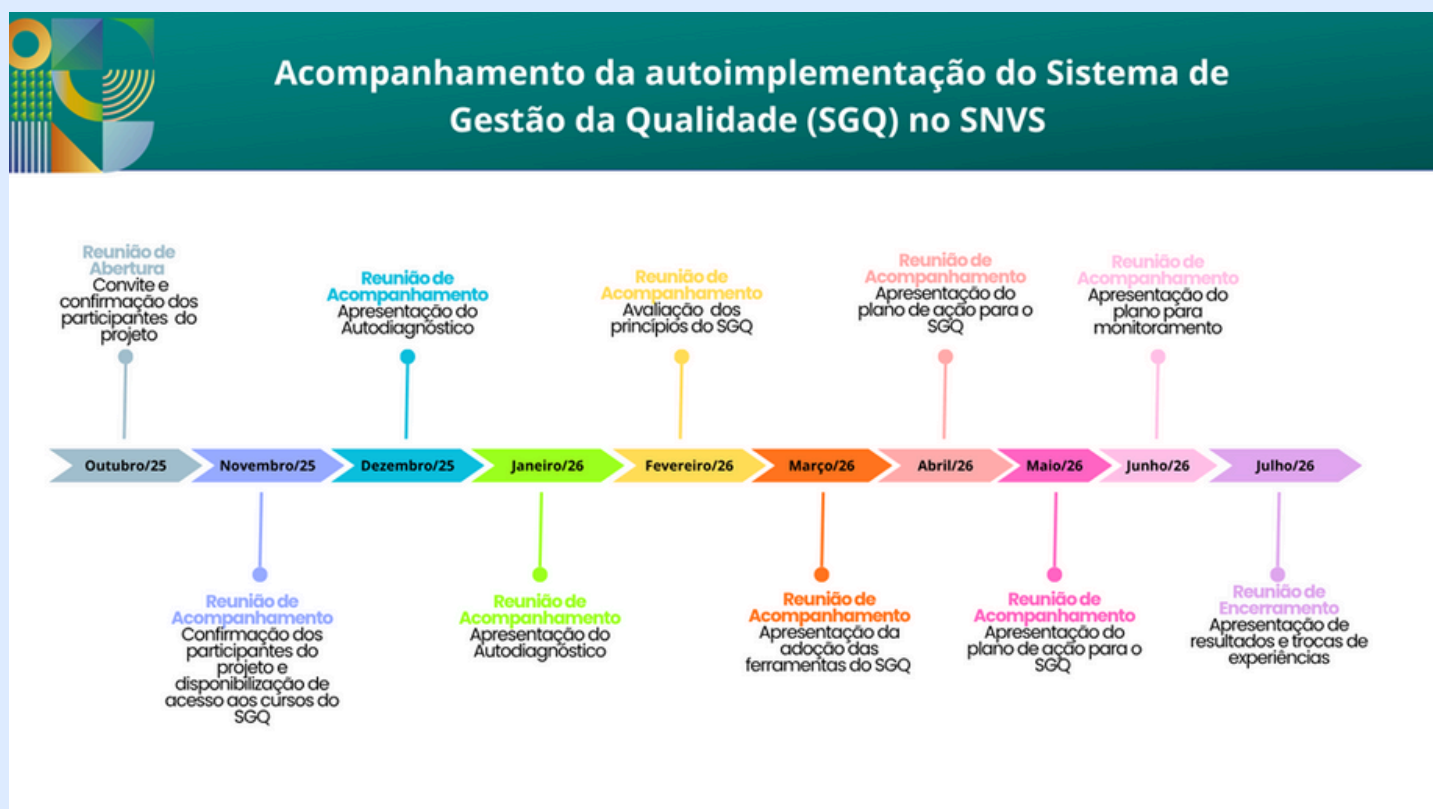 Acompanhamento da autoimplementação do Sistema de
Gestão da Qualidade (SGQ) no SNVS
Reunião de
Abertura
Convite e
confirmação dos
participantes do
projeto
Reunião de
Acompanhamento
Apresentação do
Autodiagnóstico
Reunião de
Acompanhamento
Avaliação dos
princípios do SGQ
Reunião de
Acompanhamento
Apresentação do
plano de ação para o
SGQ
Reunião de
Acompanhamento
Apresentação do
plano para
monitoramento
Outubro/25
Novembro/25
Dezembro/25
Janeiro/26
Fevereiro/26
Março/26
Abril/26
Maio/26
Junho/26
Julho/26
Reunião de
Acompanhamento
Confirmação dos
participantes do
projeto e
disponibilização de
acesso aos cursos do
SGQ
Reunião de
Acompanhamento
Apresentação do
Autodiagnóstico
Reunião de
Acompanhamento
Apresentação da
adoção das
ferramentas do SGQ
Reunião de
Acompanhamento
Apresentação do
plano de ação para o
SGQ
Reunião de
Encerramento
Apresentação de
resultados e trocas de
experiências